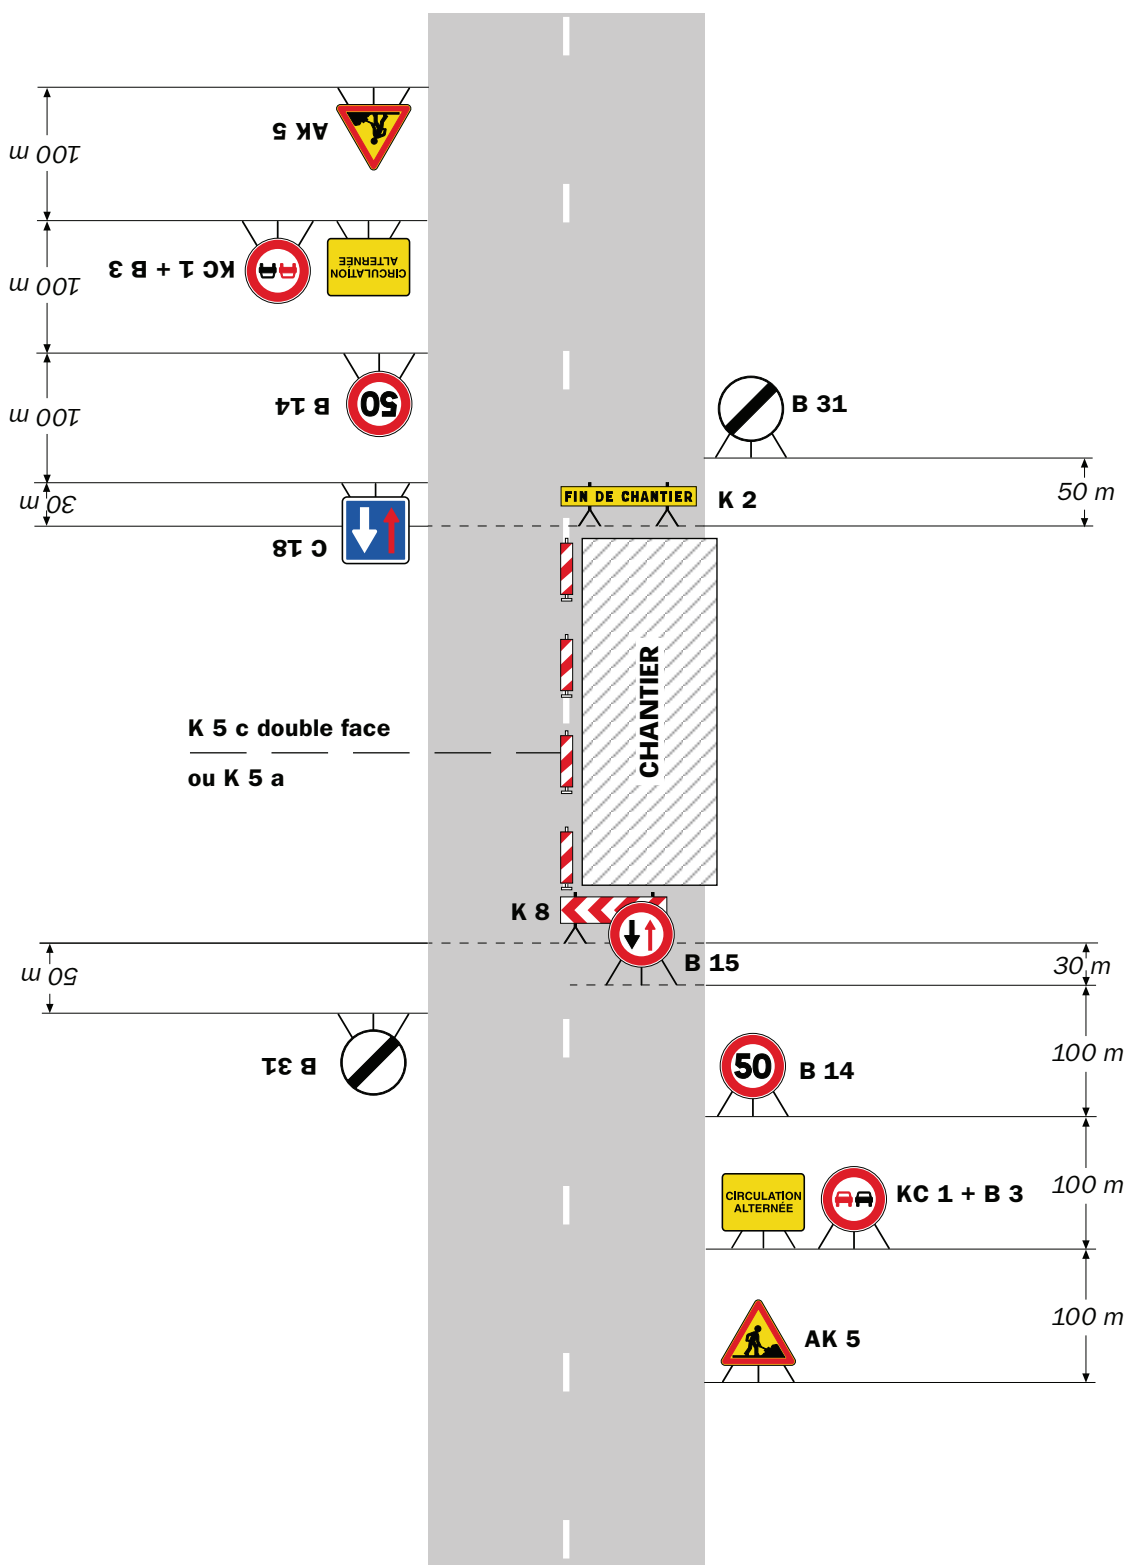 AK 5
100 m
CIRCULATION
ALTERNÉE
KC 1 + B 3
100 m
50
B 14
100 m
B 31
30 m
FIN DE CHANTIER
K 2
50 m
C 18
CHANTIER
K 5 c double face
ou K 5 a
K 8
B 15
30 m
50 m
B 31
50
B 14
100 m
CIRCULATION
ALTERNÉE
KC 1 + B 3
100 m
AK 5
100 m